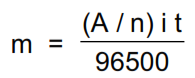 m = (A / n) i t / 96500